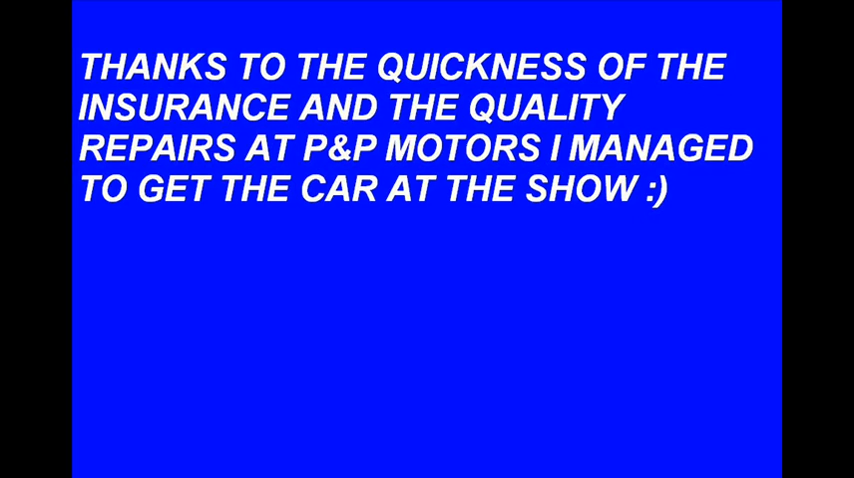 THANKS TO THE QUICKNESS OF THE
INSURANCE AND THE QUALITY
REPAIRS AT P&P MOTORS I MANAGED
TO GET THE CAR AT THE SHOW :)